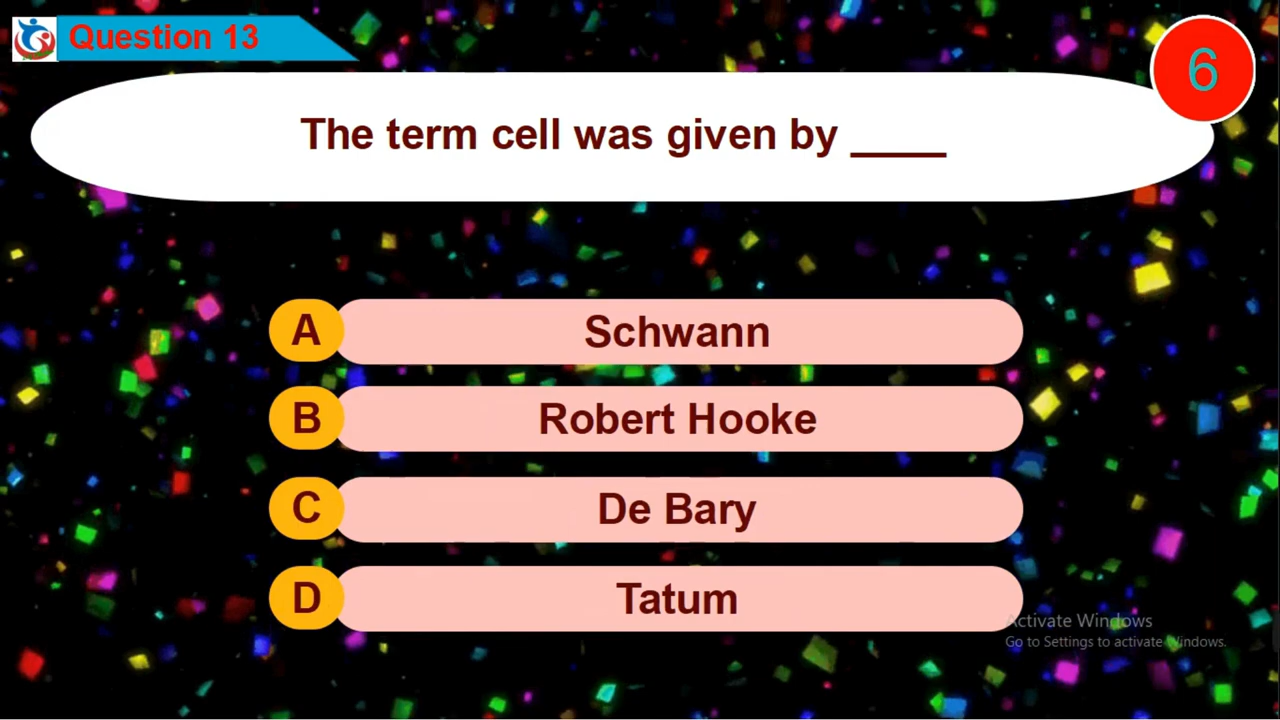 Question 13
6
The term cell was given by ____
A Schwann
B Robert Hooke
C De Bary
D Tatum
Activate Windows
Go to Settings to activate Windows.